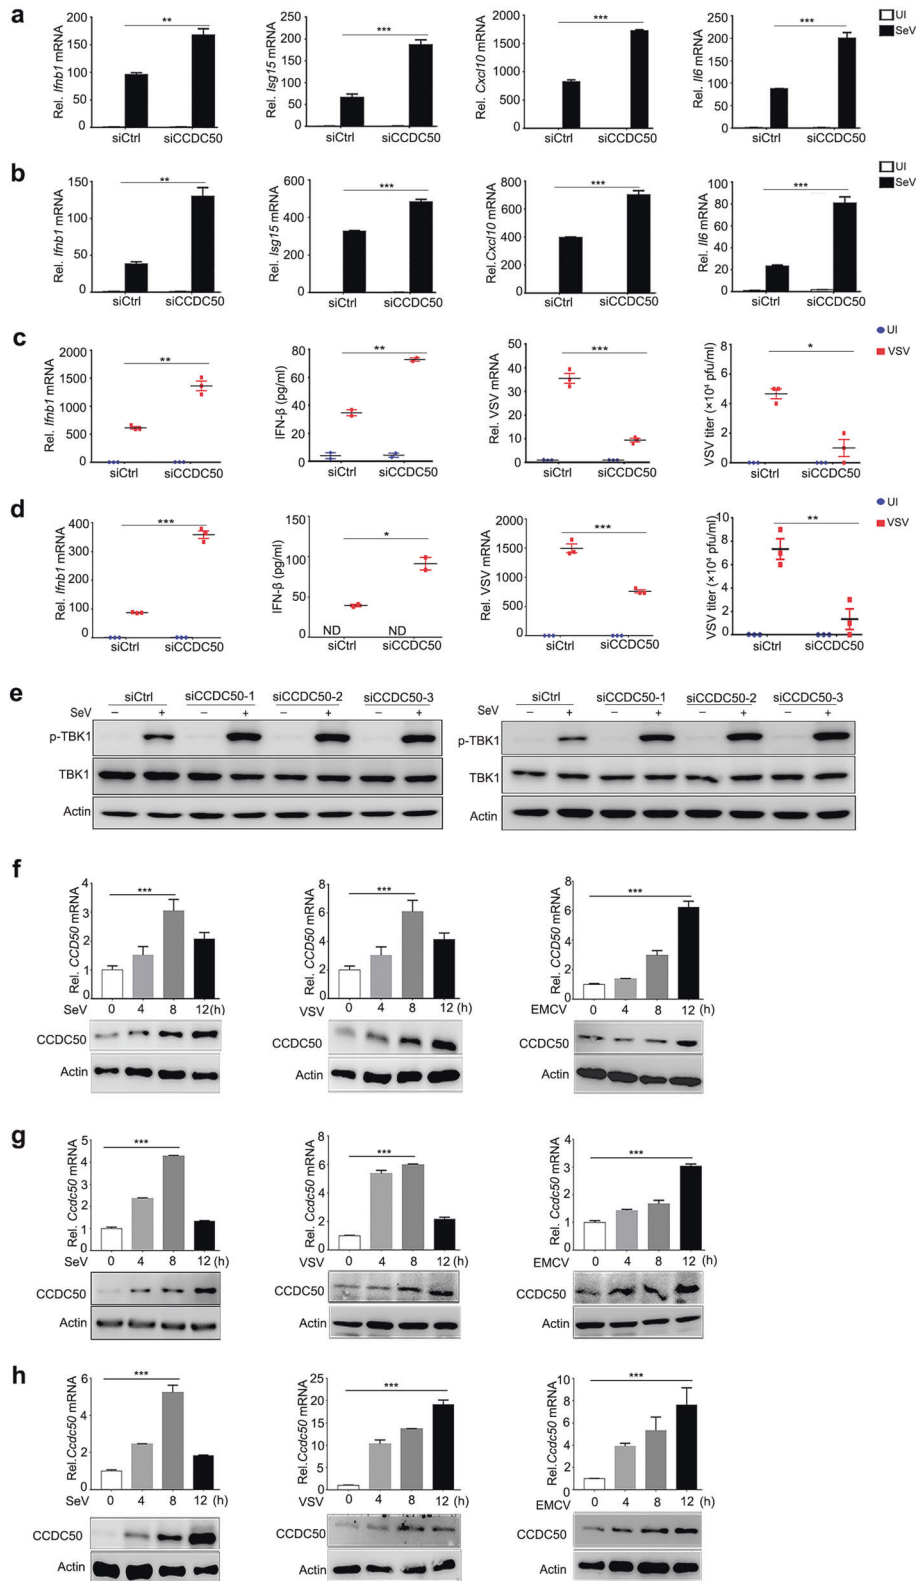 a
Rel. Ifnb1 mRNA
200
150
100
50
0
**
siCtrl
siCCDC50
Rel. Isg15 mRNA
250
200
150
100
50
0
***
siCtrl
siCCDC50
Rel. Cxcl10 mRNA
2000
1500
1000
500
0
***
siCtrl
siCCDC50
Rel. Il6 mRNA
250
200
150
100
50
0
***
siCtrl
siCCDC50
UI
SeV
b
Rel. Ifnb1 mRNA
150
100
50
0
**
siCtrl
siCCDC50
Rel. Isg15 mRNA
600
400
200
0
***
siCtrl
siCCDC50
Rel.Cxcl10 mRNA
800
600
400
200
0
***
siCtrl
siCCDC50
Rel. Il6 mRNA
100
80
60
40
20
0
***
siCtrl
siCCDC50
UI
SeV
c
Rel. Ifnb1 mRNA
2000
1500
1000
500
0
**
siCtrl
siCCDC50
IFN-β (pg/ml)
80
60
40
20
0
**
siCtrl
siCCDC50
Rel. VSV mRNA
50
40
30
20
10
0
***
siCtrl
siCCDC50
VSV titer (×10⁴ pfu/ml)
8
6
4
2
0
*
siCtrl
siCCDC50
UI
VSV
d
Rel. Ifnb1 mRNA
400
300
200
100
0
***
siCtrl
siCCDC50
IFN-β (pg/ml)
150
100
50
0
*
ND
ND
siCtrl
siCCDC50
Rel. VSV mRNA
2000
1500
1000
500
0
***
siCtrl
siCCDC50
VSV titer (×10⁴ pfu/ml)
10
8
6
4
2
0
**
siCtrl
siCCDC50
UI
VSV
e
siCtrl siCCDC50-1 siCCDC50-2 siCCDC50-3
SeV – + – + – + – +
p-TBK1
TBK1
Actin
siCtrl siCCDC50-1 siCCDC50-2 siCCDC50-3
SeV – + – + – + – +
p-TBK1
TBK1
Actin
f
Rel. CCD50 mRNA
4
3
2
1
0
***
0 4 8 12 (h)
SeV
CCDC50
Actin
Rel. CCD50 mRNA
8
6
4
2
0
***
0 4 8 12 (h)
VSV
CCDC50
Actin
Rel. CCD50 mRNA
8
6
4
2
0
***
0 4 8 12 (h)
EMCV
CCDC50
Actin
g
Rel. Ccdc50 mRNA
5
4
3
2
1
0
***
0 4 8 12 (h)
SeV
CCDC50
Actin
Rel. Ccdc50 mRNA
8
6
4
2
0
***
0 4 8 12 (h)
VSV
CCDC50
Actin
Rel. Ccdc50 mRNA
4
3
2
1
0
***
0 4 8 12 (h)
EMCV
CCDC50
Actin
h
Rel.Ccdc50 mRNA
6
4
2
0
***
0 4 8 12 (h)
SeV
CCDC50
Actin
Rel.Ccdc50 mRNA
25
20
15
10
5
0
***
0 4 8 12 (h)
VSV
CCDC50
Actin
Rel.Ccdc50 mRNA
10
8
6
4
2
0
***
0 4 8 12 (h)
EMCV
CCDC50
Actin